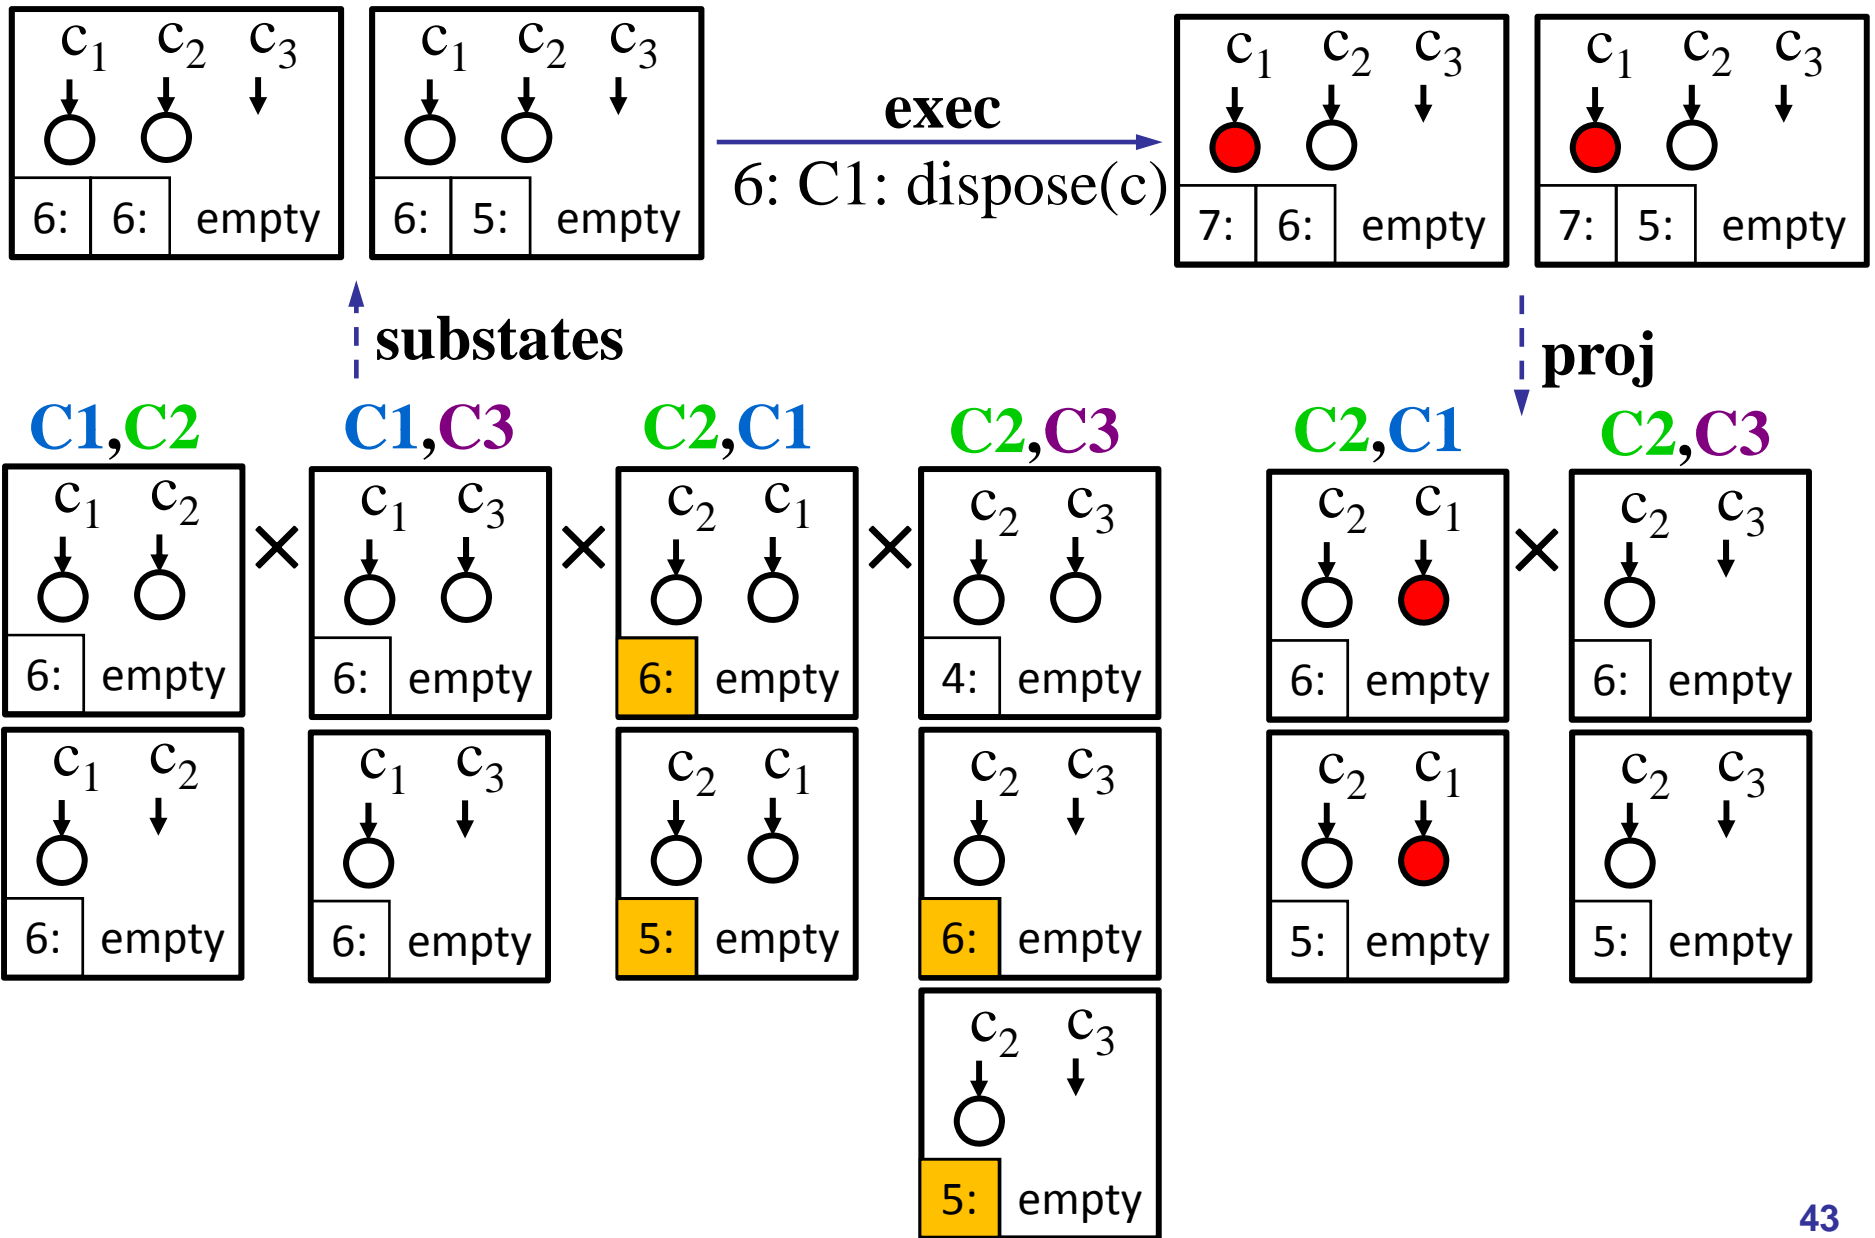 c1 c2 c3
6: 6: empty
c1 c2 c3
6: 5: empty
exec
6: C1: dispose(c)
c1 c2 c3
7: 6: empty
c1 c2 c3
7: 5: empty
substates
proj
C1,C2
C1,C3
C2,C1
C2,C3
C2,C1
C2,C3
c1 c2
6: empty
×
c1 c3
6: empty
×
c2 c1
6: empty
×
c2 c3
4: empty
c2 c1
6: empty
×
c2 c3
6: empty
c1 c2
6: empty
c1 c3
6: empty
c2 c1
5: empty
c2 c3
6: empty
c2 c1
5: empty
c2 c3
5: empty
c2 c3
5: empty
43